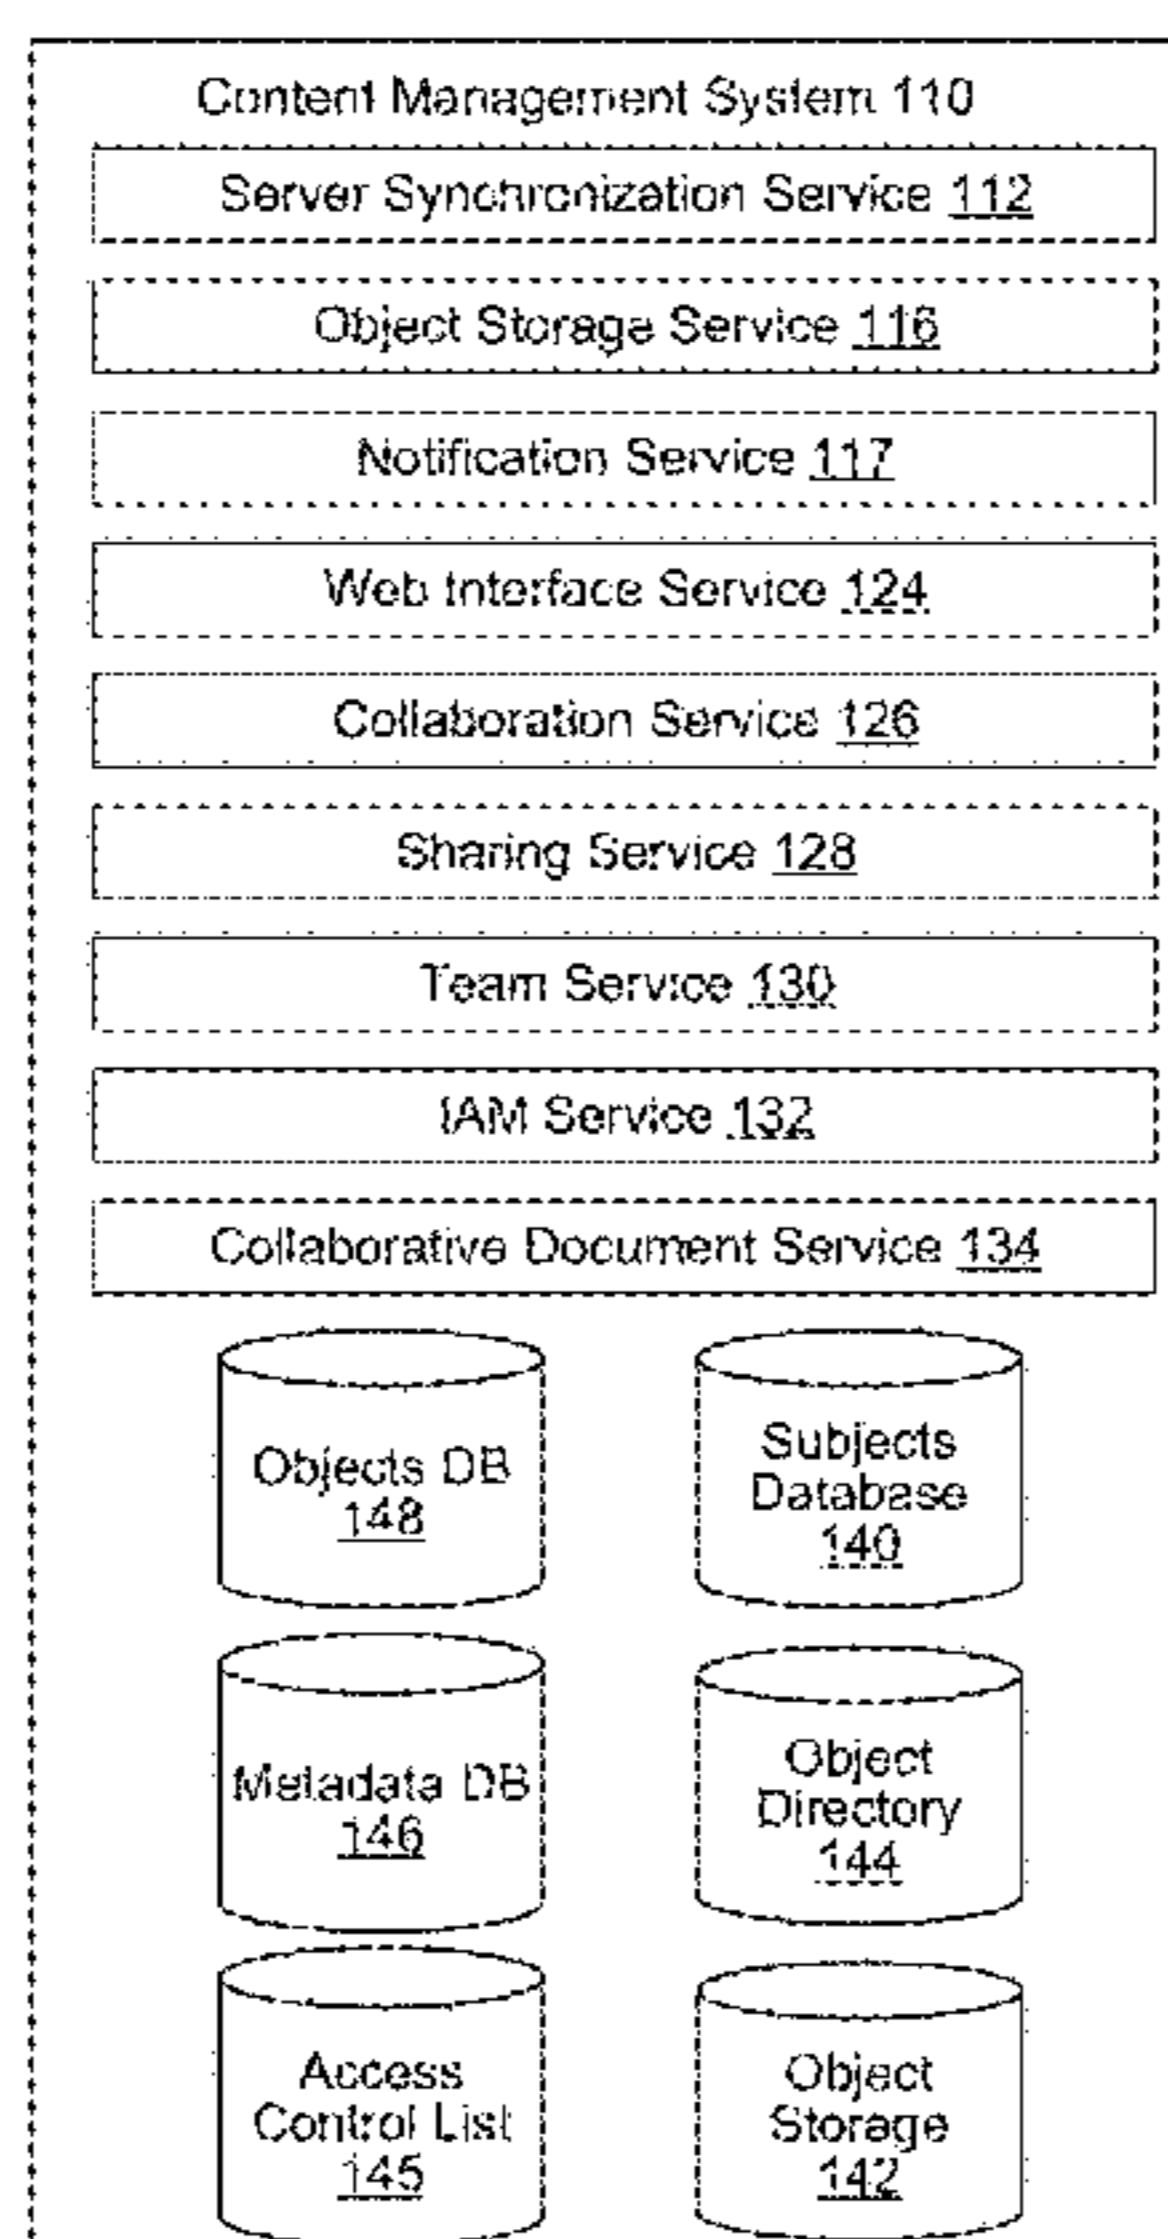 Content Management System 110
Server Synchronization Service 112
Object Storage Service 116
Notification Service 117
Web Interface Service 124
Collaboration Service 126
Sharing Service 128
Team Service 130
IAM Service 132
Collaborative Document Service 134
Objects DB
148
Subjects
Database
140
Metadata DB
146
Object
Directory
144
Access
Control List
145
Object
Storage
142